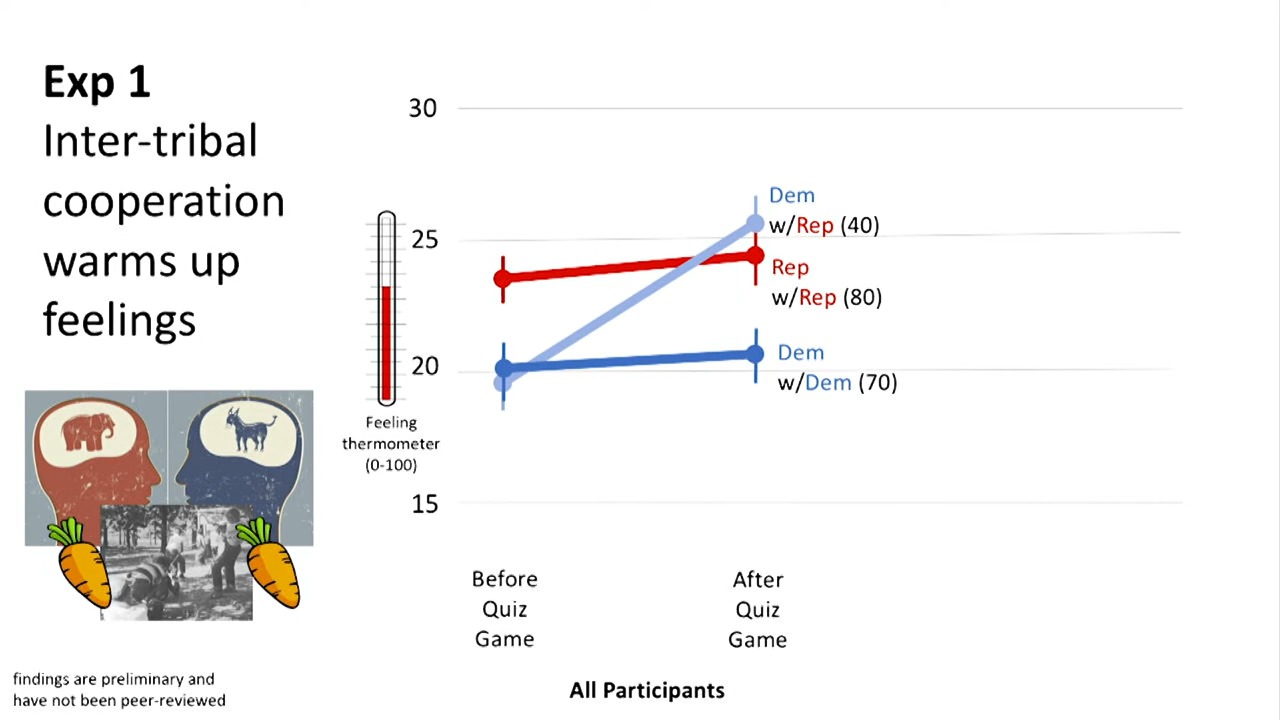 Exp 1
Inter-tribal
cooperation
warms up
feelings
30
25
20
15
Feeling
thermometer
(0-100)
Dem
w/Rep (40)
Rep
w/Rep (80)
Dem
w/Dem (70)
Before
Quiz
Game
After
Quiz
Game
All Participants
findings are preliminary and
have not been peer-reviewed